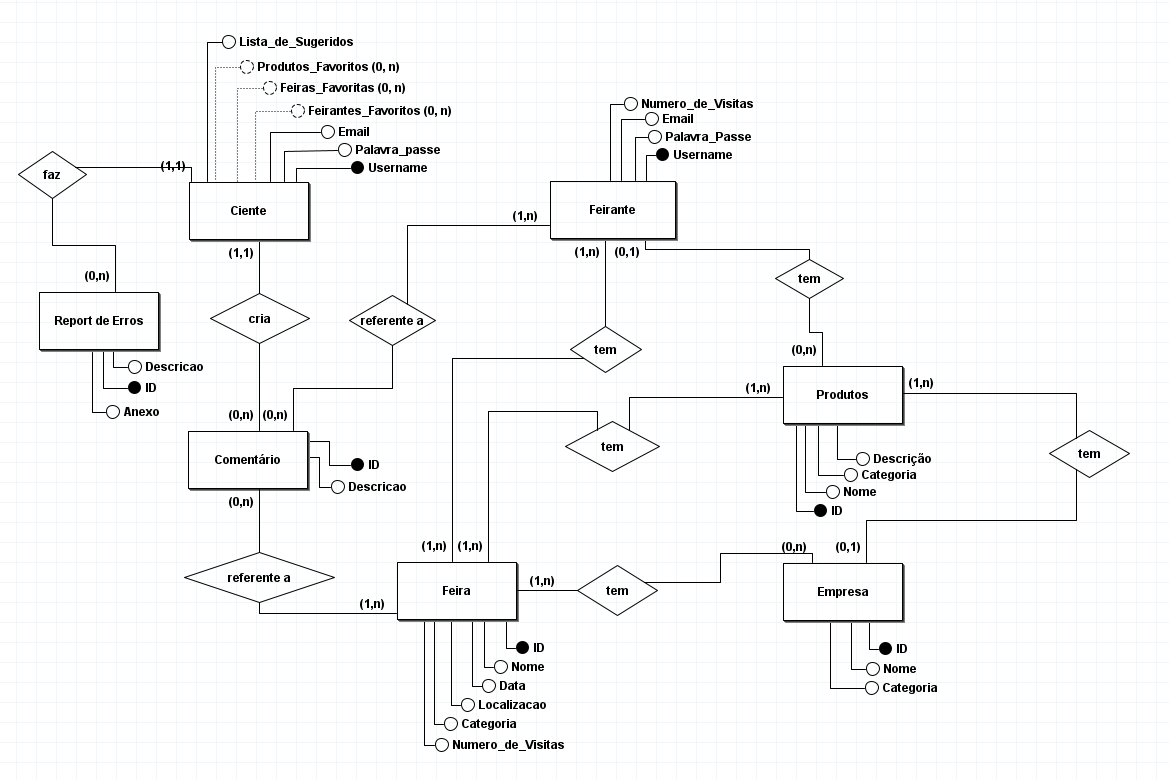 Lista_de_Sugeridos
Produtos_Favoritos (0, n)
Feiras_Favoritas (0, n)
Feirantes_Favoritos (0, n)
Email
Palavra_passe
Username
Numero_de_Visitas
Email
Palavra_Passe
Username
faz
(1,1)
Ciente
Feirante
(1,n)
(1,1)
(1,n)
(0,1)
(0,n)
tem
Report de Erros
cria
referente a
tem
(0,n)
Descricao
ID
Anexo
(1,n)
Produtos
(1,n)
(0,n)
(0,n)
tem
tem
Comentário
ID
Descricao
Descrição
Categoria
Nome
ID
(0,n)
(1,n)
(1,n)
(0,n)
(0,1)
referente a
(1,n)
Feira
(1,n)
tem
Empresa
ID
Nome
Data
Localizacao
Categoria
Numero_de_Visitas
ID
Nome
Categoria